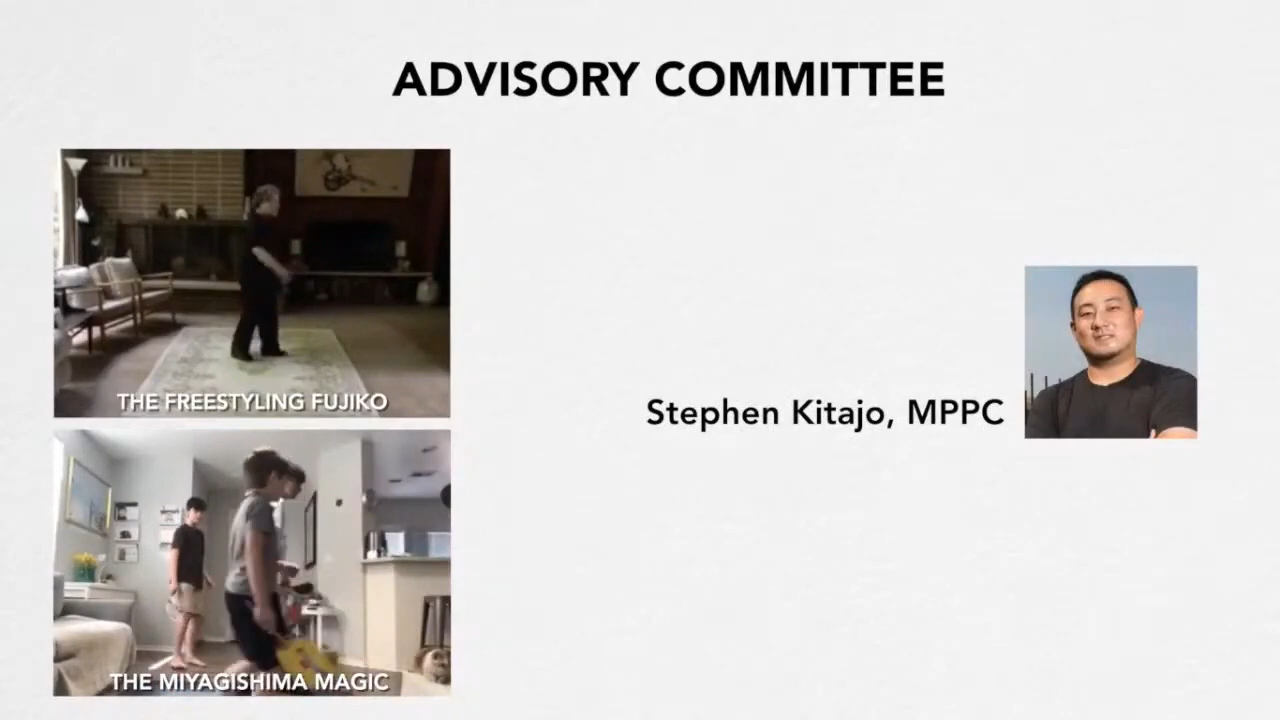 ADVISORY COMMITTEE
THE FREESTYLING FUJIKO
Stephen Kitajo, MPPC
THE MIYAGISHIMA MAGIC